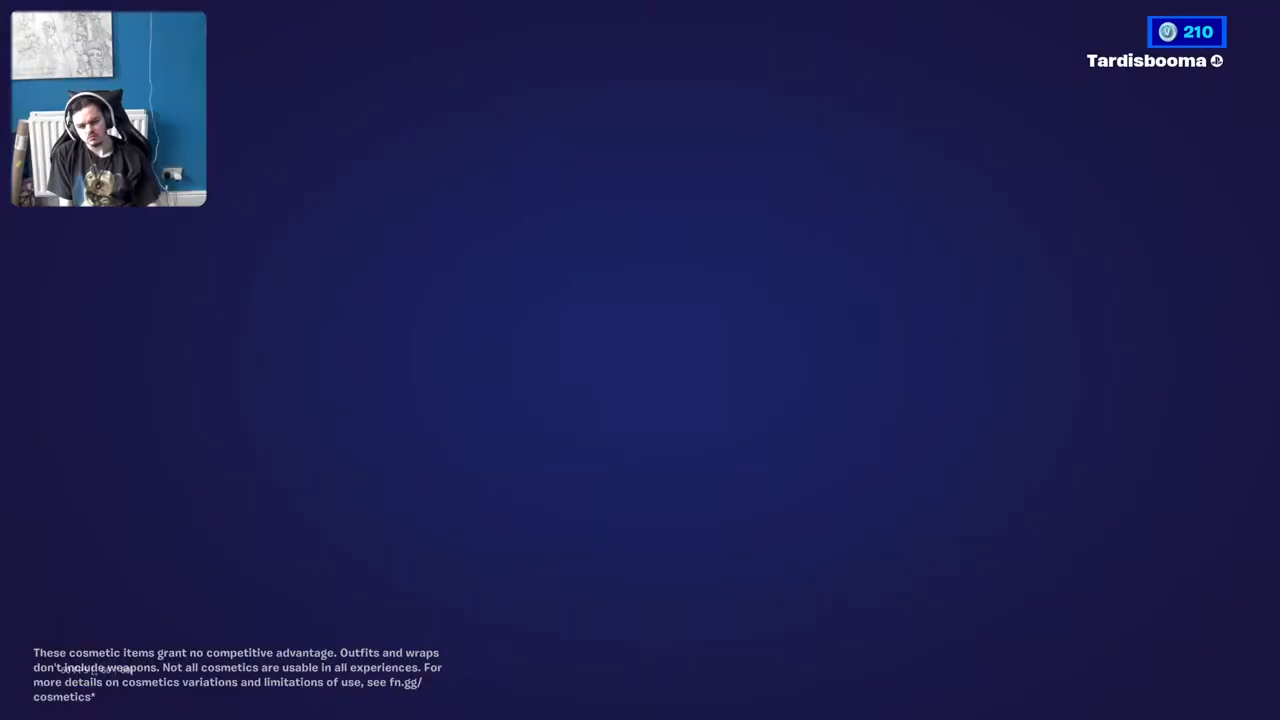 210
Tardisbooma
These cosmetic items grant no competitive advantage. Outfits and wraps
don't include weapons. Not all cosmetics are usable in all experiences. For
more details on cosmetics variations and limitations of use, see fn.gg/
cosmetics*